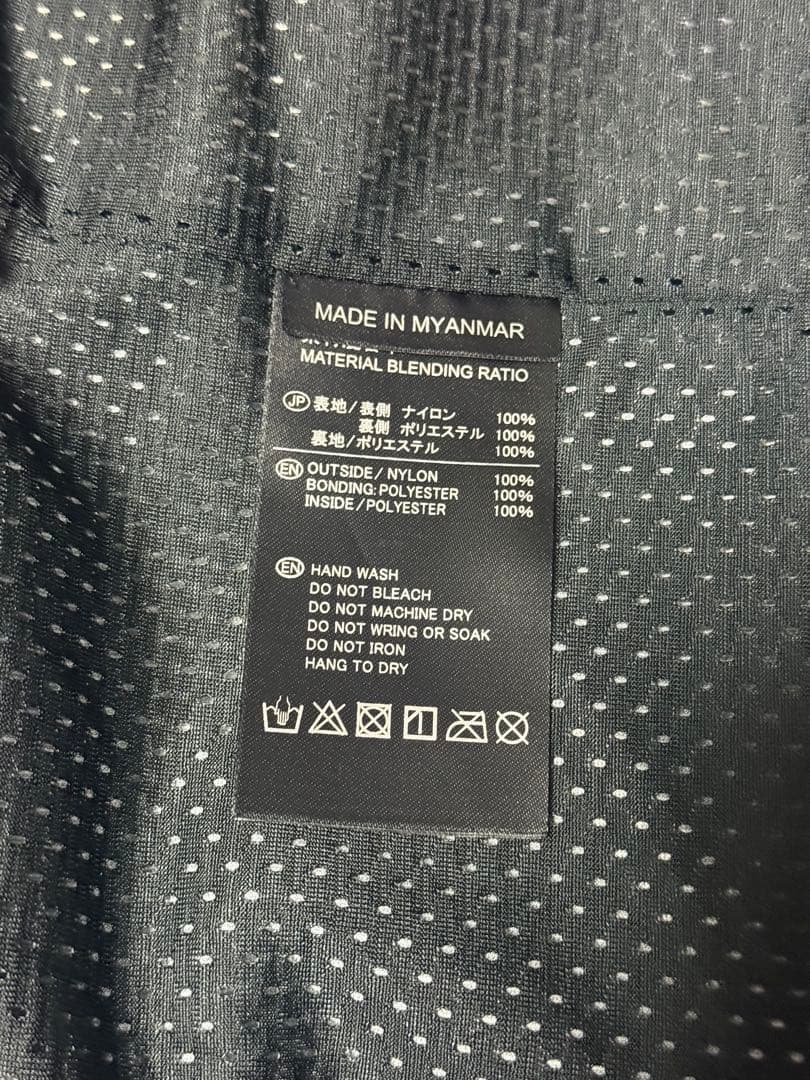 MADE IN MYANMAR
MATERIAL BLENDING RATIO
JP 表地/表側 ナイロン 100%
裏側 ポリエステル 100%
裏地/ポリエステル 100%
EN OUTSIDE/ NYLON 100%
BONDING:POLYESTER 100%
INSIDE/POLYESTER 100%
EN HAND WASH
DO NOT BLEACH
DO NOT MACHINE DRY
DO NOT WRING OR SOAK
DO NOT IRON
HANG TO DRY